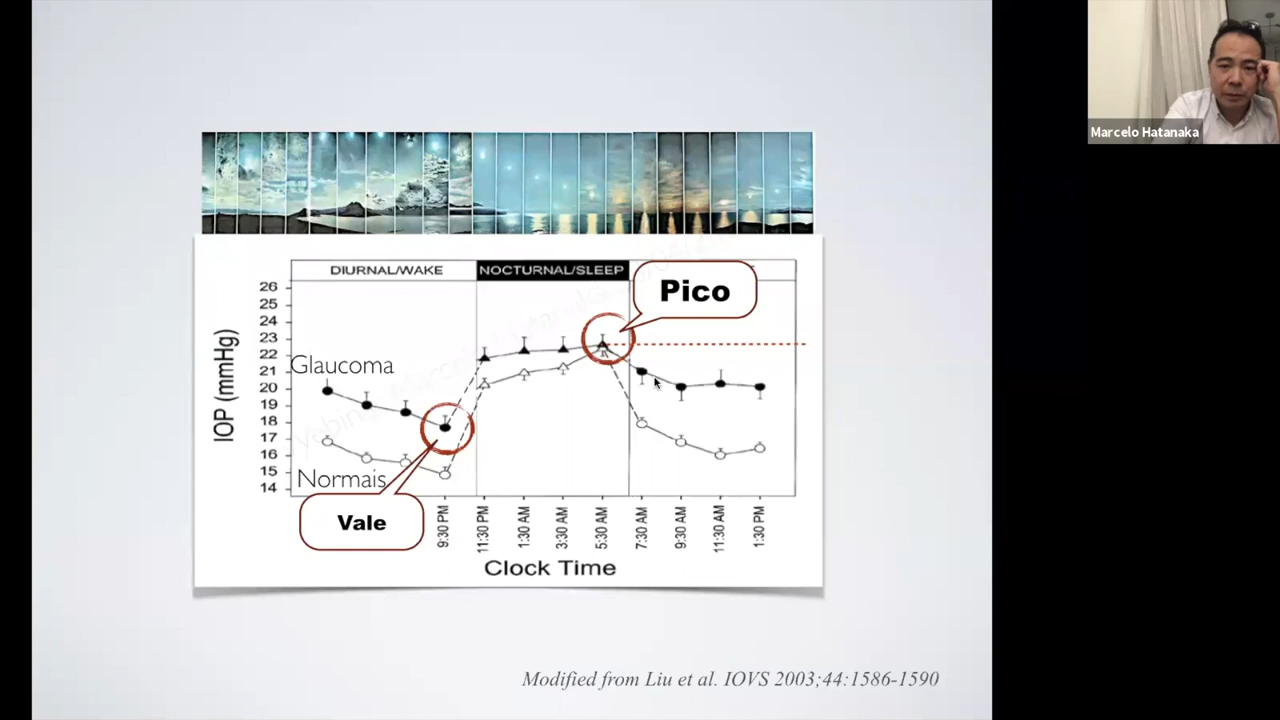 Marcelo Hatanaka
DIURNAL/WAKE
NOCTURNAL/SLEEP
Pico
26
25
24
23
22
21
20
19
18
17
16
15
14
IOP (mmHg)
Glaucoma
Normais
Vale
9:30 PM
11:30 PM
1:30 AM
3:30 AM
5:30 AM
7:30 AM
9:30 AM
11:30 AM
1:30 PM
Clock Time
Modified from Liu et al. IOVS 2003;44:1586-1590